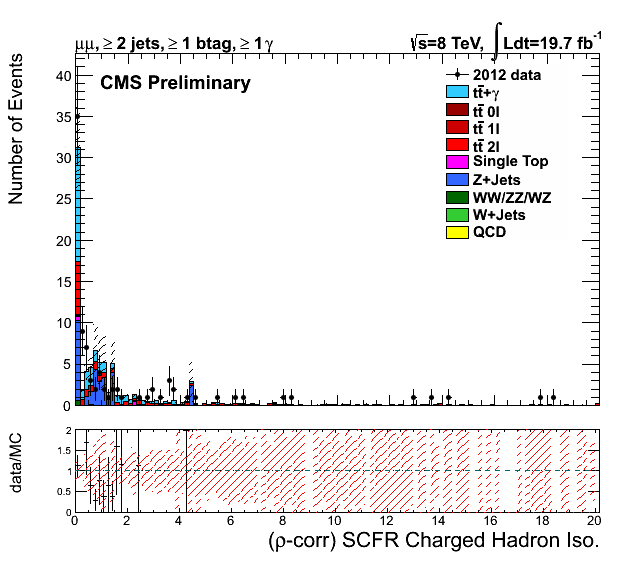 μμ, ≥ 2 jets, ≥ 1 btag, ≥ 1 γ
√s=8 TeV, ∫ Ldt=19.7 fb⁻¹
CMS Preliminary
2012 data
tt̄+γ
tt̄ 0l
tt̄ 1l
tt̄ 2l
Single Top
Z+Jets
WW/ZZ/WZ
W+Jets
QCD
Number of Events
40
35
30
25
20
15
10
5
0
data/MC
2
1.5
1
0.5
0
0 2 4 6 8 10 12 14 16 18 20
(ρ-corr) SCFR Charged Hadron Iso.